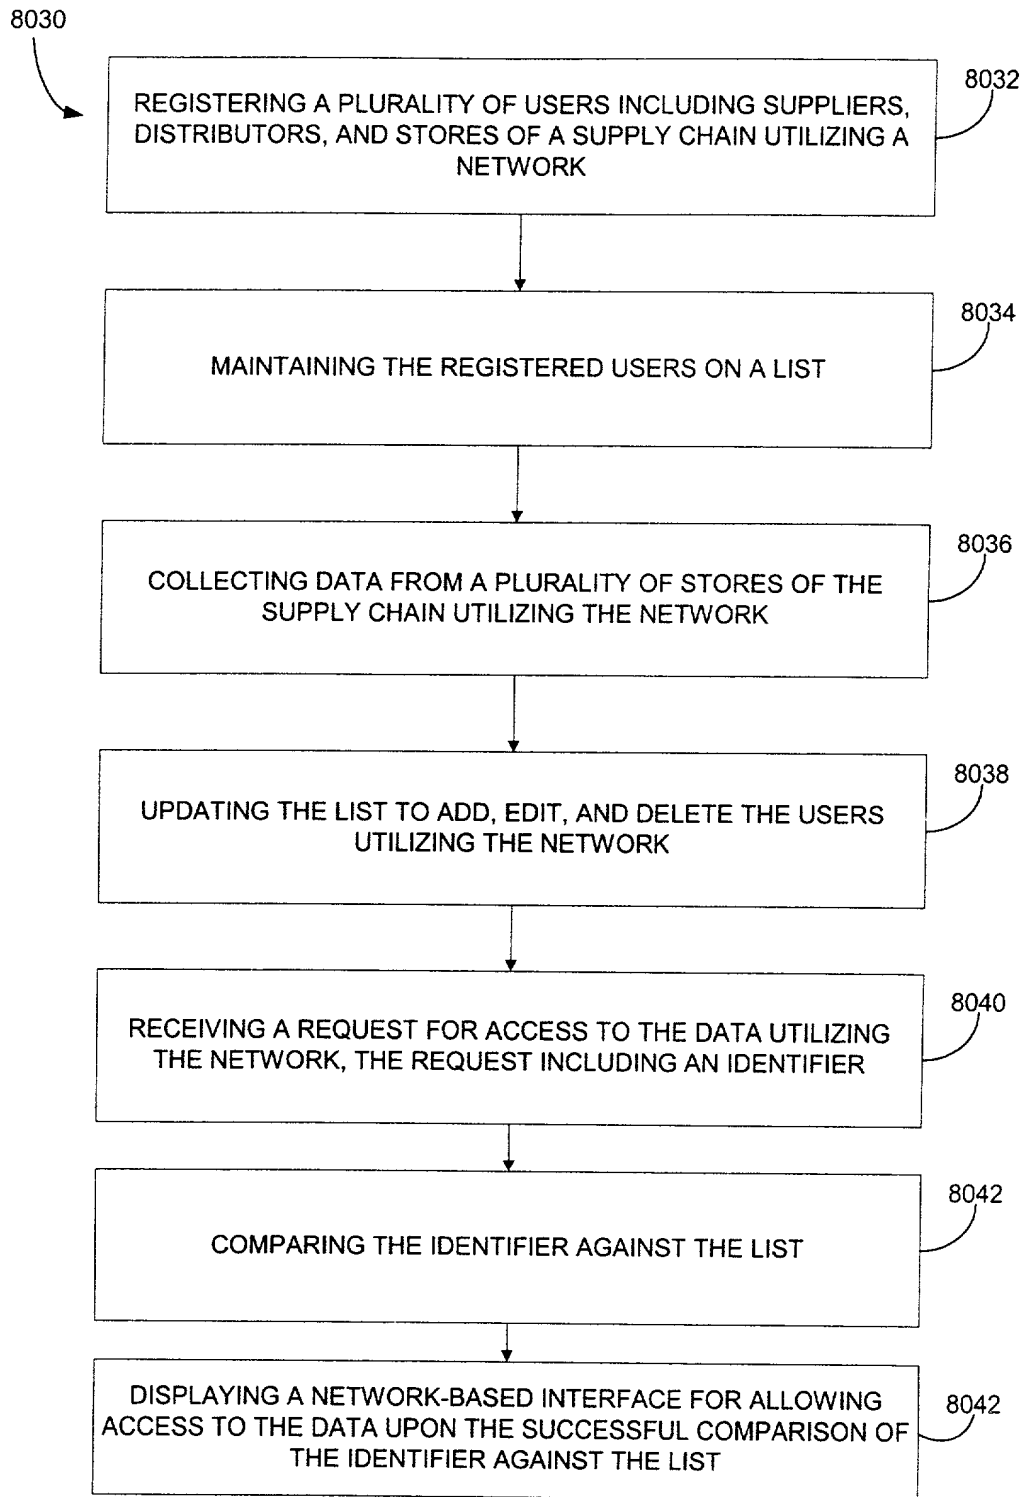 8030
8032
REGISTERING A PLURALITY OF USERS INCLUDING SUPPLIERS,
DISTRIBUTORS, AND STORES OF A SUPPLY CHAIN UTILIZING A
NETWORK
8034
MAINTAINING THE REGISTERED USERS ON A LIST
8036
COLLECTING DATA FROM A PLURALITY OF STORES OF THE
SUPPLY CHAIN UTILIZING THE NETWORK
8038
UPDATING THE LIST TO ADD, EDIT, AND DELETE THE USERS
UTILIZING THE NETWORK
8040
RECEIVING A REQUEST FOR ACCESS TO THE DATA UTILIZING
THE NETWORK, THE REQUEST INCLUDING AN IDENTIFIER
8042
COMPARING THE IDENTIFIER AGAINST THE LIST
8042
DISPLAYING A NETWORK-BASED INTERFACE FOR ALLOWING
ACCESS TO THE DATA UPON THE SUCCESSFUL COMPARISON OF
THE IDENTIFIER AGAINST THE LIST